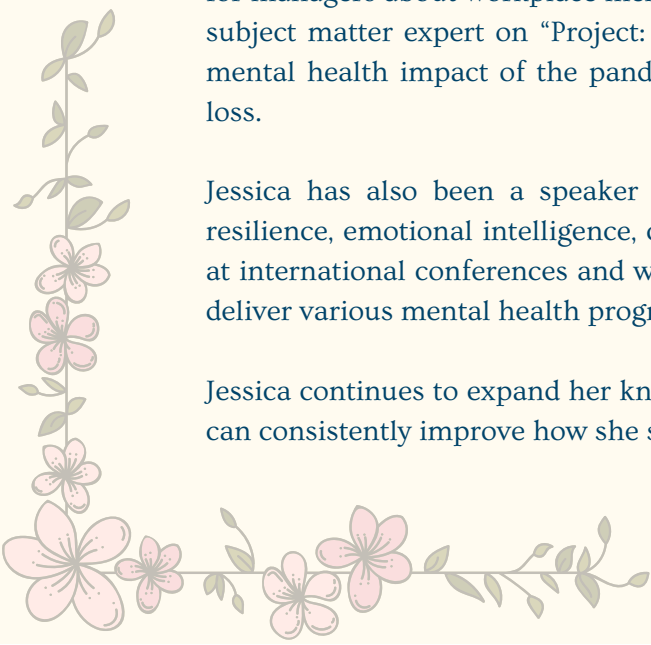 subject matter expert on “Project:
mental health impact of the pand
loss.
Jessica has also been a speaker
resilience, emotional intelligence,
at international conferences and w
deliver various mental health progr
Jessica continues to expand her kn
can consistently improve how she s